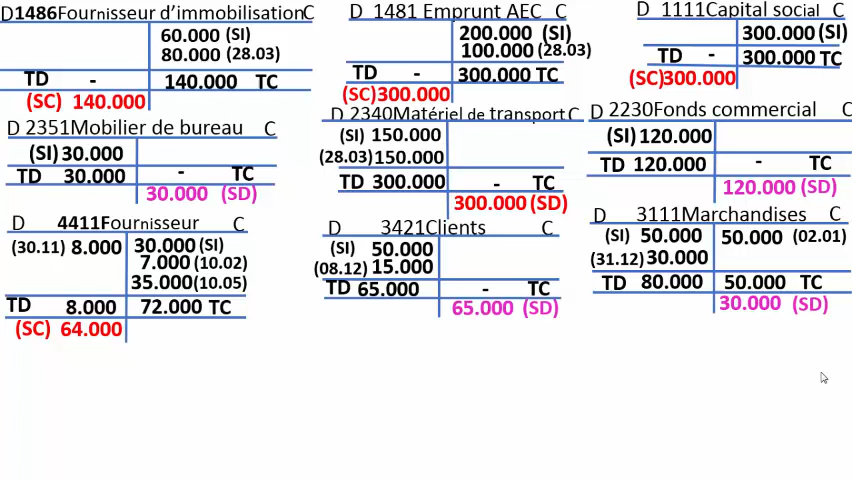 D 1486Fournisseur d'immobilisation C
60.000 (SI)
80.000 (28.03)
TD - 140.000 TC
(SC) 140.000
D 1481 Emprunt AEC C
200.000 (SI)
100.000 (28.03)
TD - 300.000 TC
(SC)300.000
D 1111Capital social C
300.000 (SI)
TD - 300.000 TC
(SC)300.000
D 2351Mobilier de bureau C
(SI) 30.000
TD 30.000 - TC
30.000 (SD)
D 2340Matériel de transport C
(SI) 150.000
(28.03)150.000
TD 300.000 - TC
300.000 (SD)
D 2230Fonds commercial C
(SI) 120.000
TD 120.000 - TC
120.000 (SD)
D 4411Fournisseur C
(30.11) 8.000 30.000 (SI)
7.000 (10.02)
35.000(10.05)
TD 8.000 72.000 TC
(SC) 64.000
D 3421Clients C
(SI) 50.000
(08.12) 15.000
TD 65.000 - TC
65.000 (SD)
D 3111Marchandises C
(SI) 50.000 50.000 (02.01)
(31.12) 30.000
TD 80.000 50.000 TC
30.000 (SD)